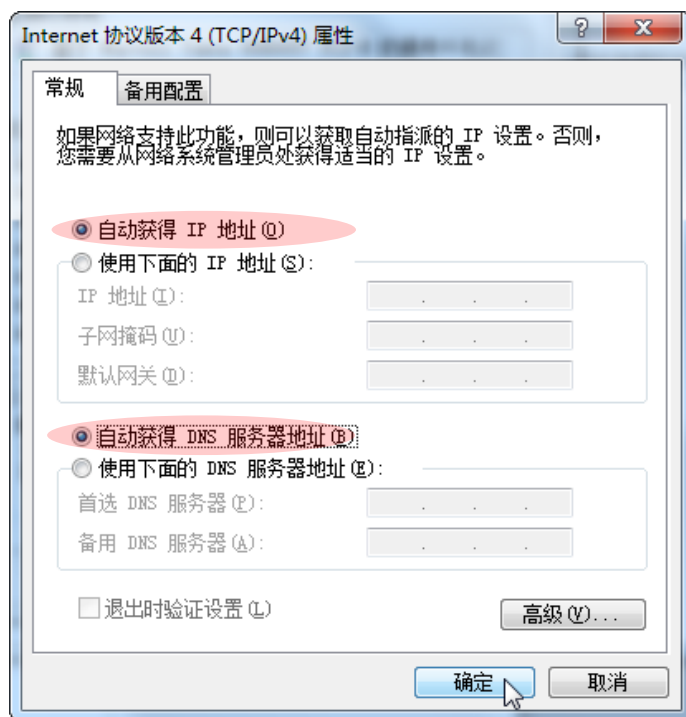 Internet 协议版本 4 (TCP/IPv4) 属性
常规
备用配置
如果网络支持此功能，则可以获取自动指派的 IP 设置。否则，
您需要从网络系统管理员处获得适当的 IP 设置。
自动获得 IP 地址(O)
使用下面的 IP 地址(S):
IP 地址(I):
子网掩码(U):
默认网关(D):
自动获得 DNS 服务器地址(B)
使用下面的 DNS 服务器地址(E):
首选 DNS 服务器(P):
备用 DNS 服务器(A):
退出时验证设置(L)
高级(V)...
确定
取消